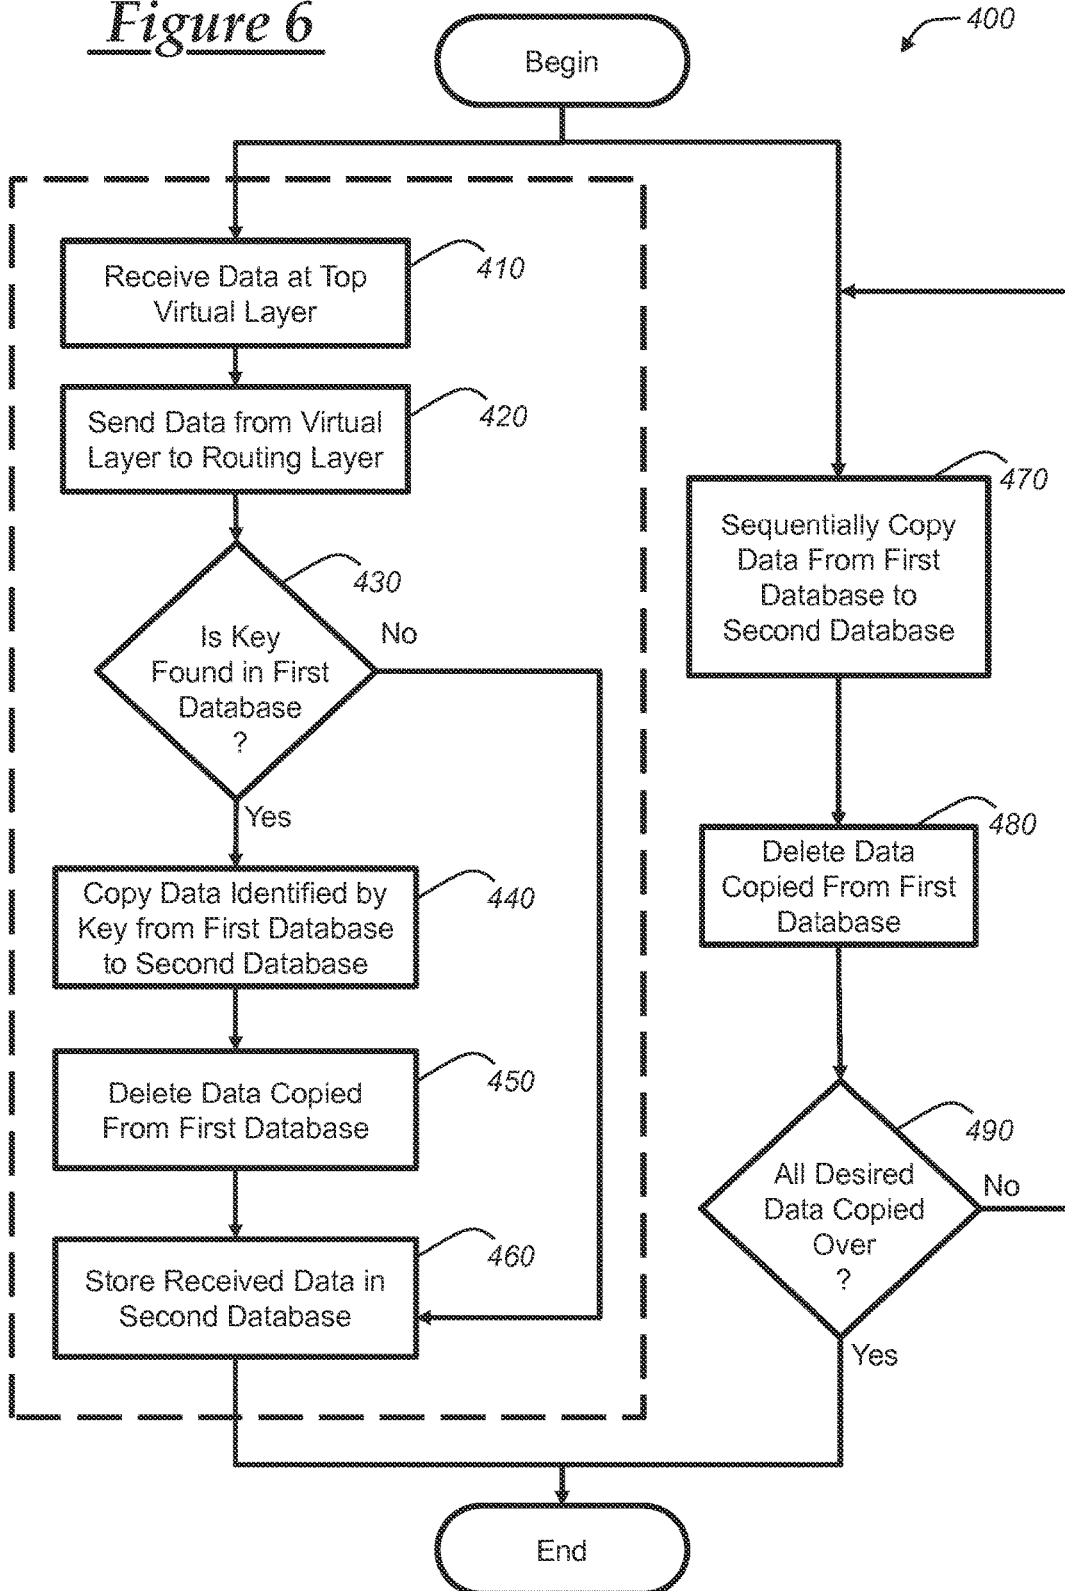 Figure 6
400
Begin
410
Receive Data at Top
Virtual Layer
420
Send Data from Virtual
Layer to Routing Layer
430
Is Key
Found in First
Database
?
No
Yes
440
Copy Data Identified by
Key from First Database
to Second Database
450
Delete Data Copied
From First Database
460
Store Received Data in
Second Database
470
Sequentially Copy
Data From First
Database to
Second Database
480
Delete Data
Copied From First
Database
490
All Desired
Data Copied
Over
?
No
Yes
End